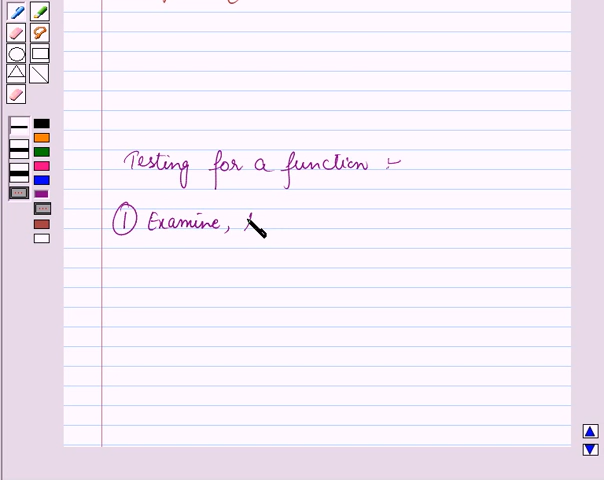 Testing for a function :-
① Examine,